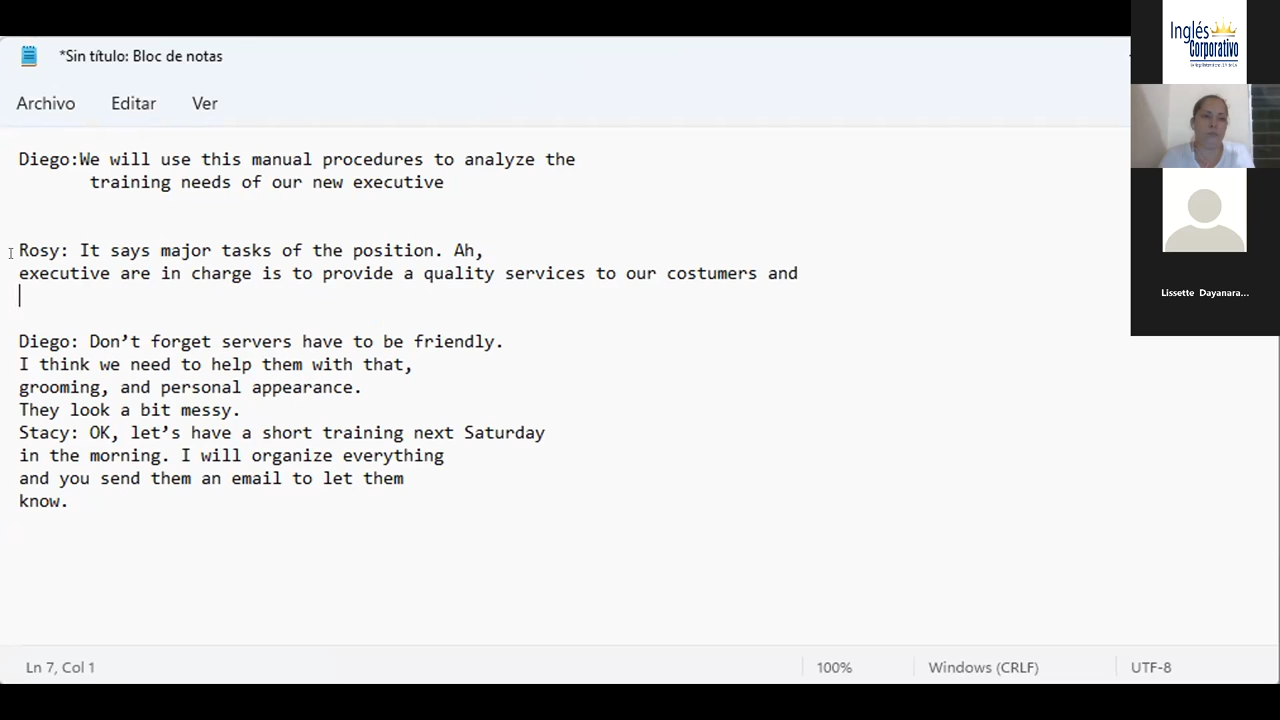 *Sin título: Bloc de notas
Archivo Editar Ver
Diego:We will use this manual procedures to analyze the
training needs of our new executive
Rosy: It says major tasks of the position. Ah,
executive are in charge is to provide a quality services to our costumers and
Diego: Don’t forget servers have to be friendly.
I think we need to help them with that,
grooming, and personal appearance.
They look a bit messy.
Stacy: OK, let’s have a short training next Saturday
in the morning. I will organize everything
and you send them an email to let them
know.
Ln 7, Col 1
100%
Windows (CRLF)
UTF-8
Inglés
Corporativo
Lissette Dayanara...